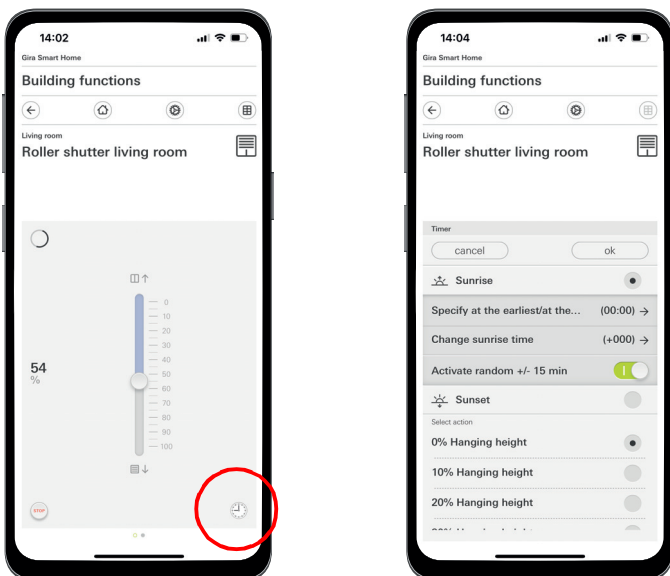 14:02
Gira Smart Home
Building functions
Living room
Roller shutter living room
0
10
20
30
40
50
60
70
80
90
100
54
%
STOP
14:04
Gira Smart Home
Building functions
Living room
Roller shutter living room
Timer
cancel ok
Sunrise
Specify at the earliest/at the... (00:00)
Change sunrise time (+000)
Activate random +/- 15 min
Sunset
Select action
0% Hanging height
10% Hanging height
20% Hanging height